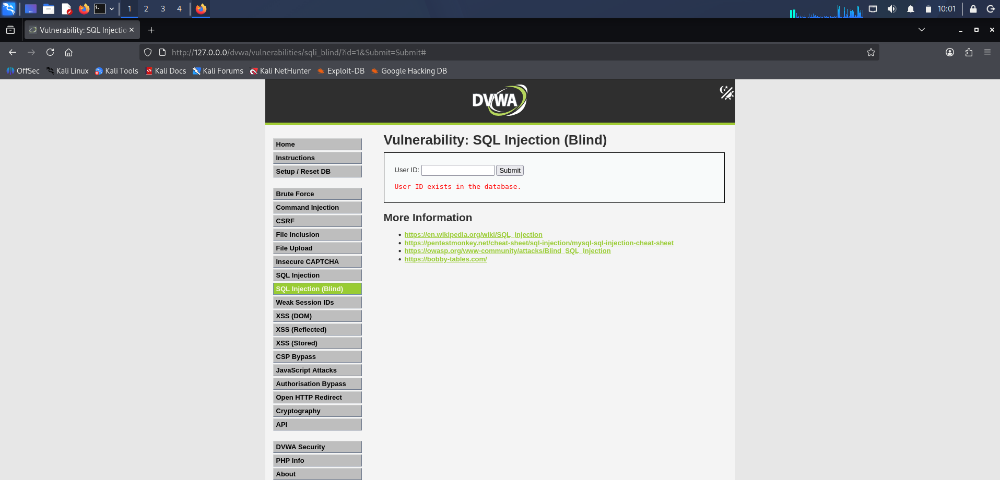 1 2 3 4 10:01
Vulnerability: SQL Injectio
http://127.0.0.0/dvwa/vulnerabilities/sqli_blind/?id=1&Submit=Submit#
OffSec Kali Linux Kali Tools Kali Docs Kali Forums Kali NetHunter Exploit-DB Google Hacking DB
DVWA
Home
Instructions
Setup / Reset DB
Brute Force
Command Injection
CSRF
File Inclusion
File Upload
Insecure CAPTCHA
SQL Injection
SQL Injection (Blind)
Weak Session IDs
XSS (DOM)
XSS (Reflected)
XSS (Stored)
CSP Bypass
JavaScript Attacks
Authorisation Bypass
Open HTTP Redirect
Cryptography
API
DVWA Security
PHP Info
About
Vulnerability: SQL Injection (Blind)
User ID: Submit
User ID exists in the database.
More Information
https://en.wikipedia.org/wiki/SQL_injection
https://pentestmonkey.net/cheat-sheet/sql-injection/mysql-sql-injection-cheat-sheet
https://owasp.org/www-community/attacks/Blind_SQL_Injection
https://bobby-tables.com/